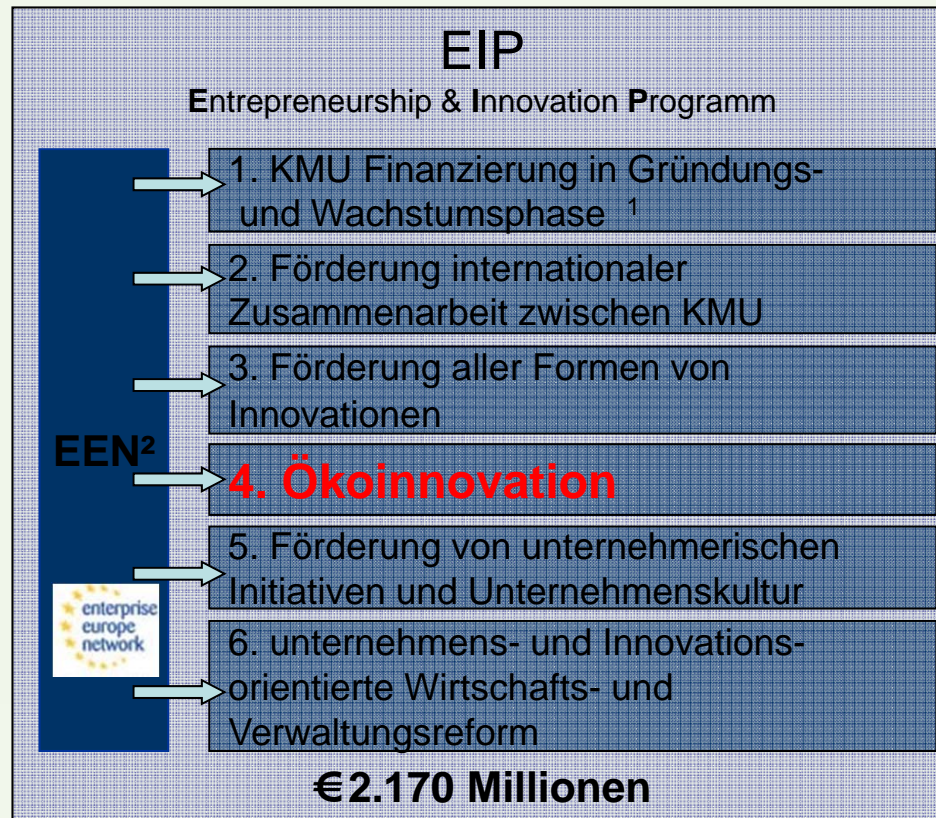 EIP
Entrepreneurship & Innovation Programm
1. KMU Finanzierung in Gründungs-
und Wachstumsphase ¹
2. Förderung internationaler
Zusammenarbeit zwischen KMU
3. Förderung aller Formen von
Innovationen
EEN²
4. Ökoinnovation
5. Förderung von unternehmerischen
Initiativen und Unternehmenskultur
enterprise
europe
network
6. unternehmens- und Innovations-
orientierte Wirtschafts- und
Verwaltungsreform
€2.170 Millionen